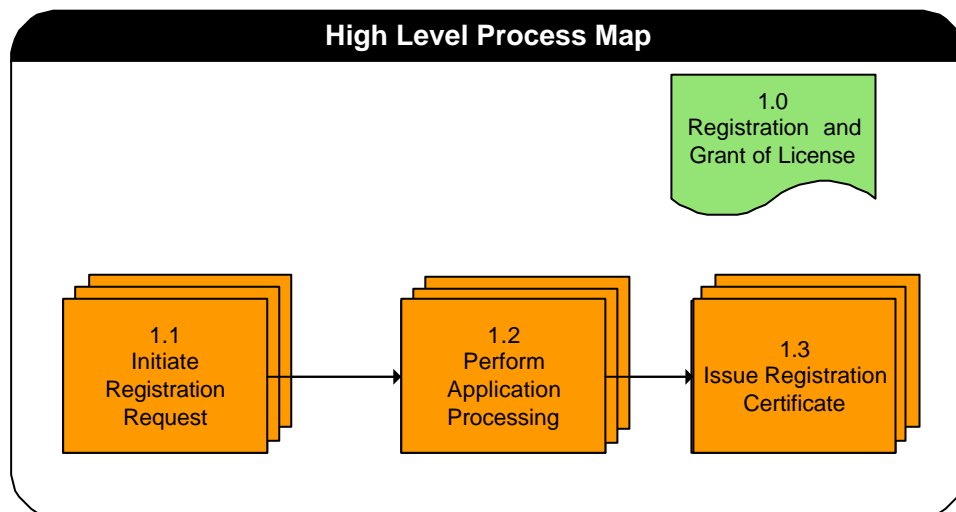 High Level Process Map
1.0
Registration and
Grant of License
1.1
Initiate
Registration
Request
1.2
Perform
Application
Processing
1.3
Issue Registration
Certificate